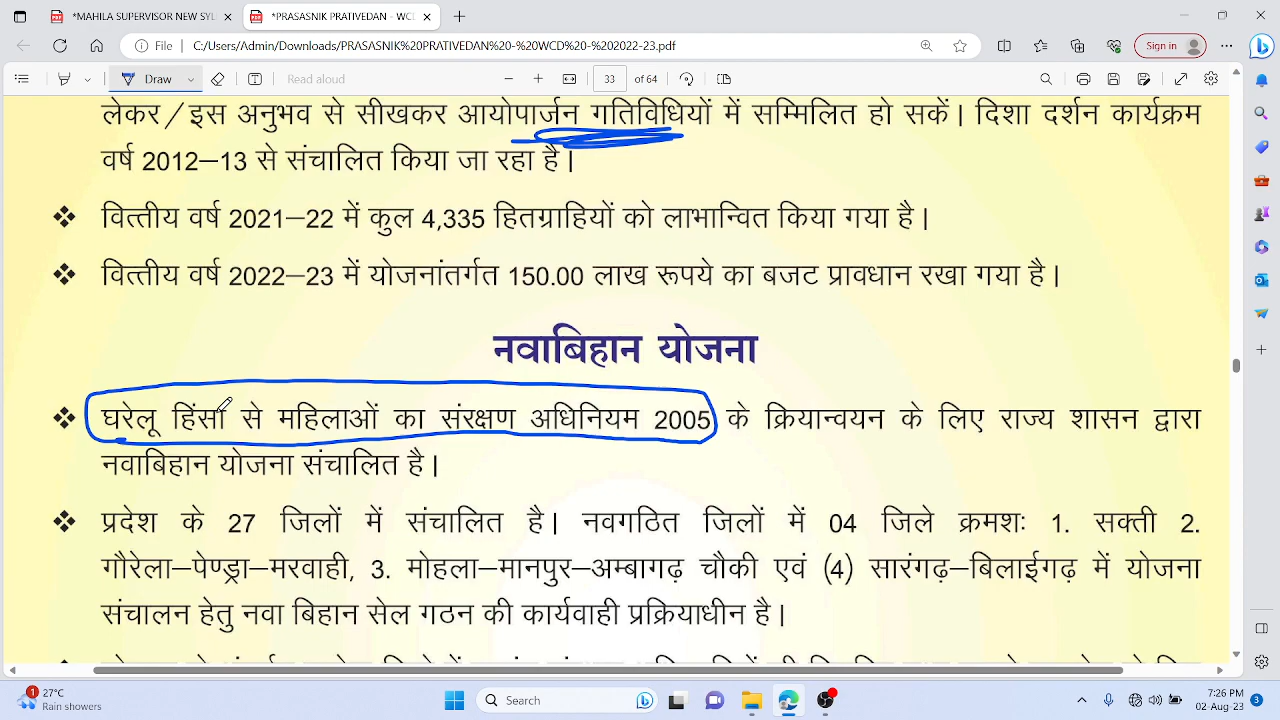 *MAHILA SUPERVISOR NEW SYL
*PRASASNIK PRATIVEDAN - WCD
File C:/Users/Admin/Downloads/PRASASNIK%20PRATIVEDAN%20-%20WCD%20-%202022-23.pdf
Sign in
Draw Read aloud 33 of 64
लेकर/इस अनुभव से सीखकर आयोपार्जन गतिविधियों में सम्मिलित हो सकें। दिशा दर्शन कार्यक्रम
वर्ष 2012–13 से संचालित किया जा रहा है।
❖ वित्तीय वर्ष 2021–22 में कुल 4,335 हितग्राहियों को लाभान्वित किया गया है।
❖ वित्तीय वर्ष 2022–23 में योजनांतर्गत 150.00 लाख रूपये का बजट प्रावधान रखा गया है।
नवाबिहान योजना
❖ घरेलू हिंसा से महिलाओं का संरक्षण अधिनियम 2005 के क्रियान्वयन के लिए राज्य शासन द्वारा
नवाबिहान योजना संचालित है।
❖ प्रदेश के 27 जिलों में संचालित है। नवगठित जिलों में 04 जिले क्रमशः 1. सक्ती 2.
गौरेला–पेण्ड्रा–मरवाही, 3. मोहला–मानपुर–अम्बागढ़ चौकी एवं (4) सारंगढ़–बिलाईगढ़ में योजना
संचालन हेतु नवा बिहान सेल गठन की कार्यवाही प्रक्रियाधीन है।
1
27°C
Rain showers
Search
7:26 PM
02-Aug-23
3